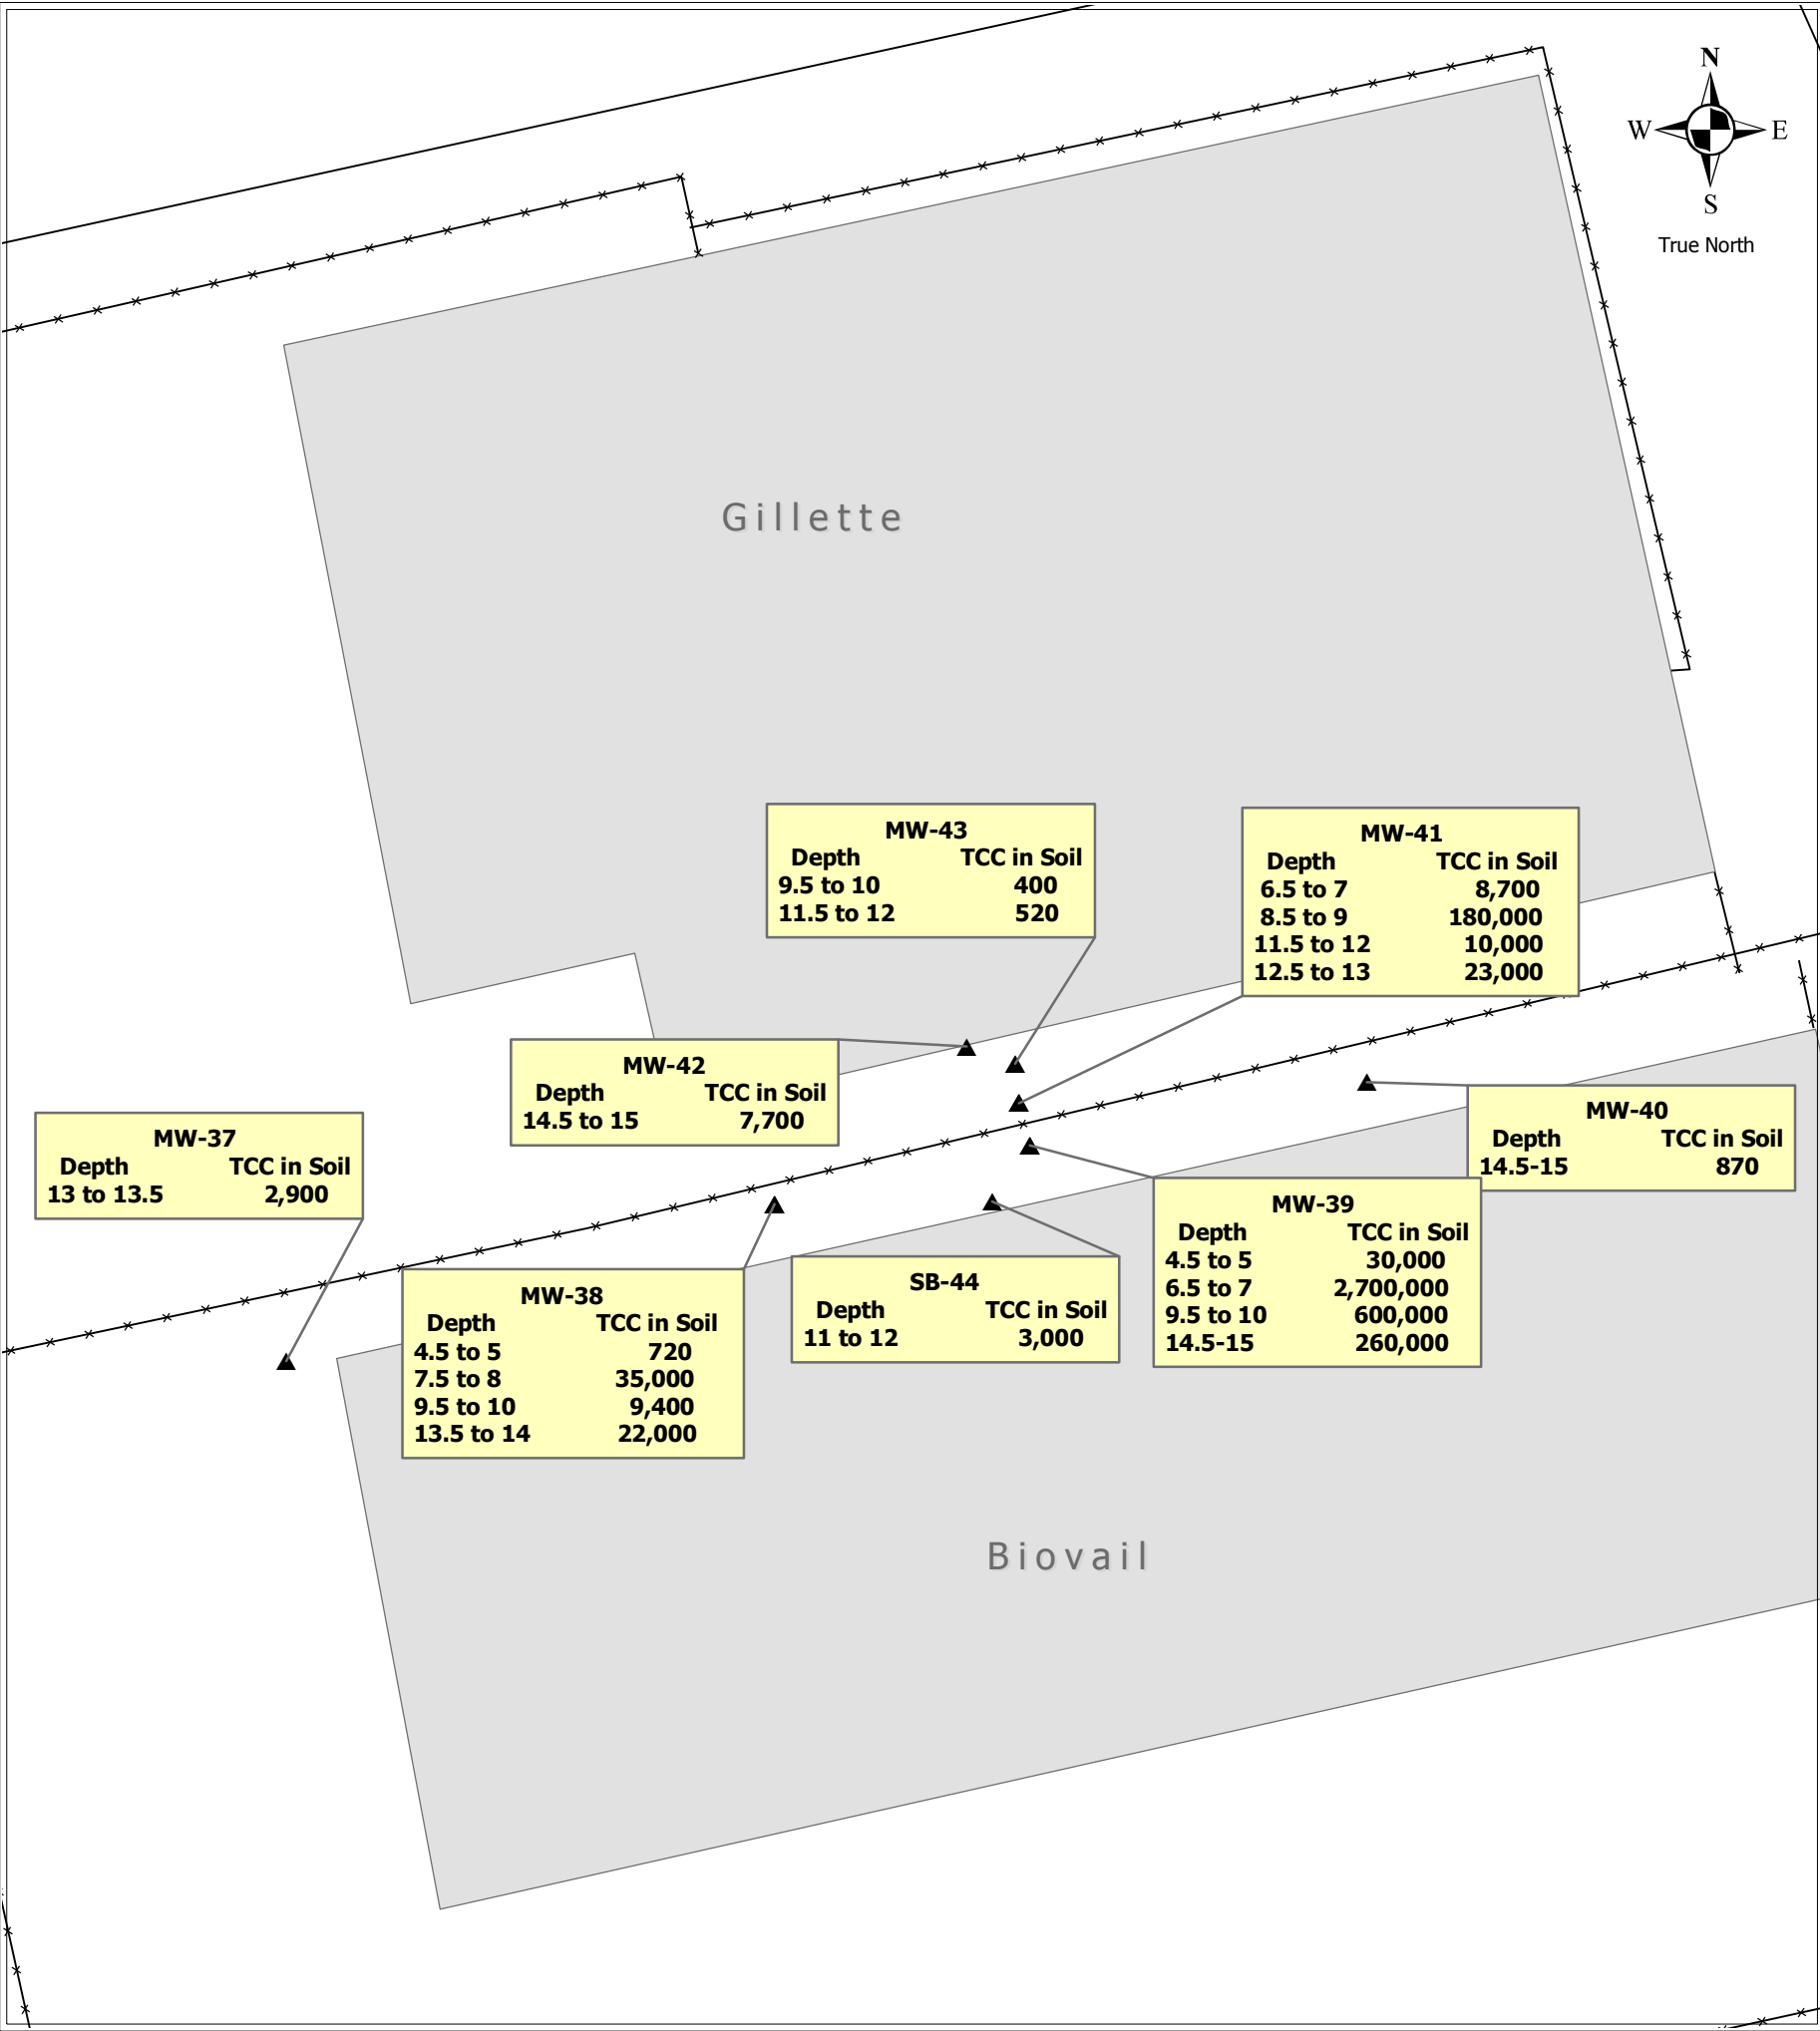 N
W E
S
True North
Gillette
MW-43
Depth TCC in Soil
9.5 to 10 400
11.5 to 12 520
MW-41
Depth TCC in Soil
6.5 to 7 8,700
8.5 to 9 180,000
11.5 to 12 10,000
12.5 to 13 23,000
MW-42
Depth TCC in Soil
14.5 to 15 7,700
MW-40
Depth TCC in Soil
14.5-15 870
MW-37
Depth TCC in Soil
13 to 13.5 2,900
MW-39
Depth TCC in Soil
4.5 to 5 30,000
6.5 to 7 2,700,000
9.5 to 10 600,000
14.5-15 260,000
SB-44
Depth TCC in Soil
11 to 12 3,000
MW-38
Depth TCC in Soil
4.5 to 5 720
7.5 to 8 35,000
9.5 to 10 9,400
13.5 to 14 22,000
Biovail